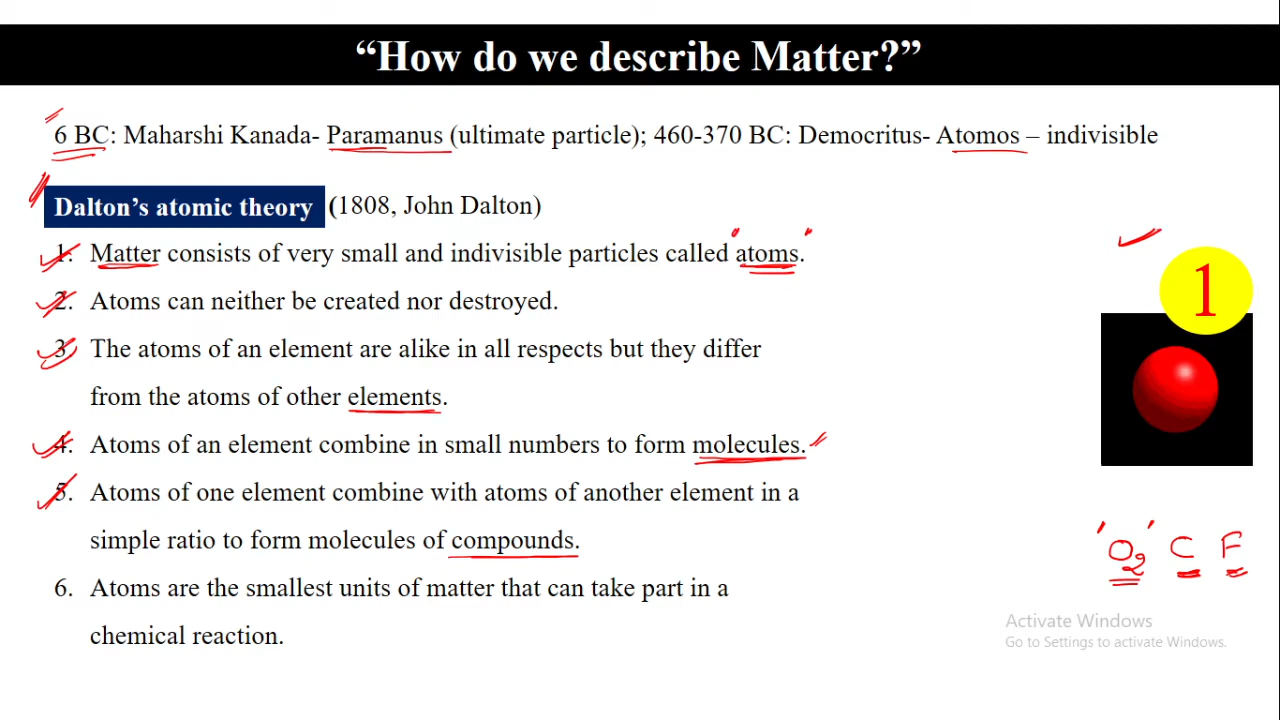 “How do we describe Matter?”
6 BC: Maharshi Kanada- Paramanus (ultimate particle); 460-370 BC: Democritus- Atomos – indivisible
Dalton’s atomic theory (1808, John Dalton)
1. Matter consists of very small and indivisible particles called atoms.
2. Atoms can neither be created nor destroyed.
3. The atoms of an element are alike in all respects but they differ
from the atoms of other elements.
4. Atoms of an element combine in small numbers to form molecules.
5. Atoms of one element combine with atoms of another element in a
simple ratio to form molecules of compounds.
6. Atoms are the smallest units of matter that can take part in a
chemical reaction.
1
'O₂' C F
Activate Windows
Go to Settings to activate Windows.